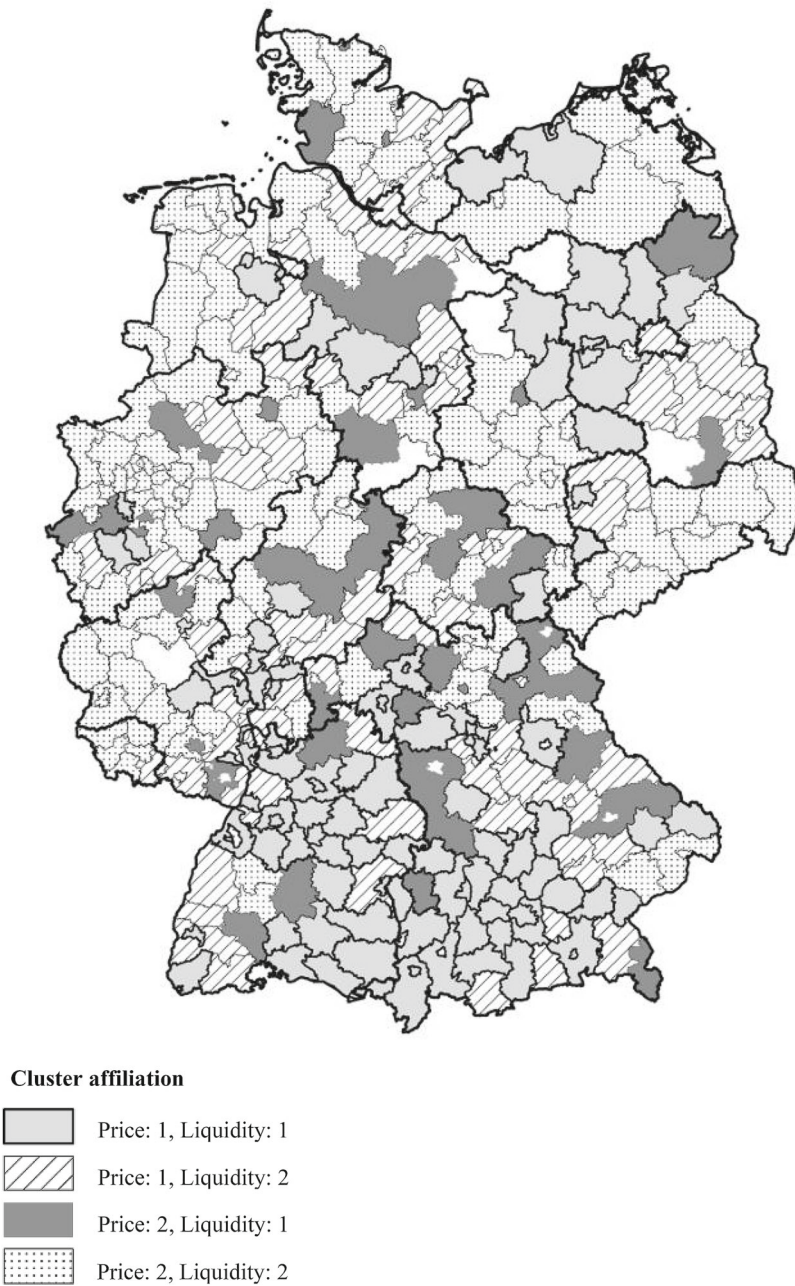 Cluster affiliation
Price: 1, Liquidity: 1
Price: 1, Liquidity: 2
Price: 2, Liquidity: 1
Price: 2, Liquidity: 2